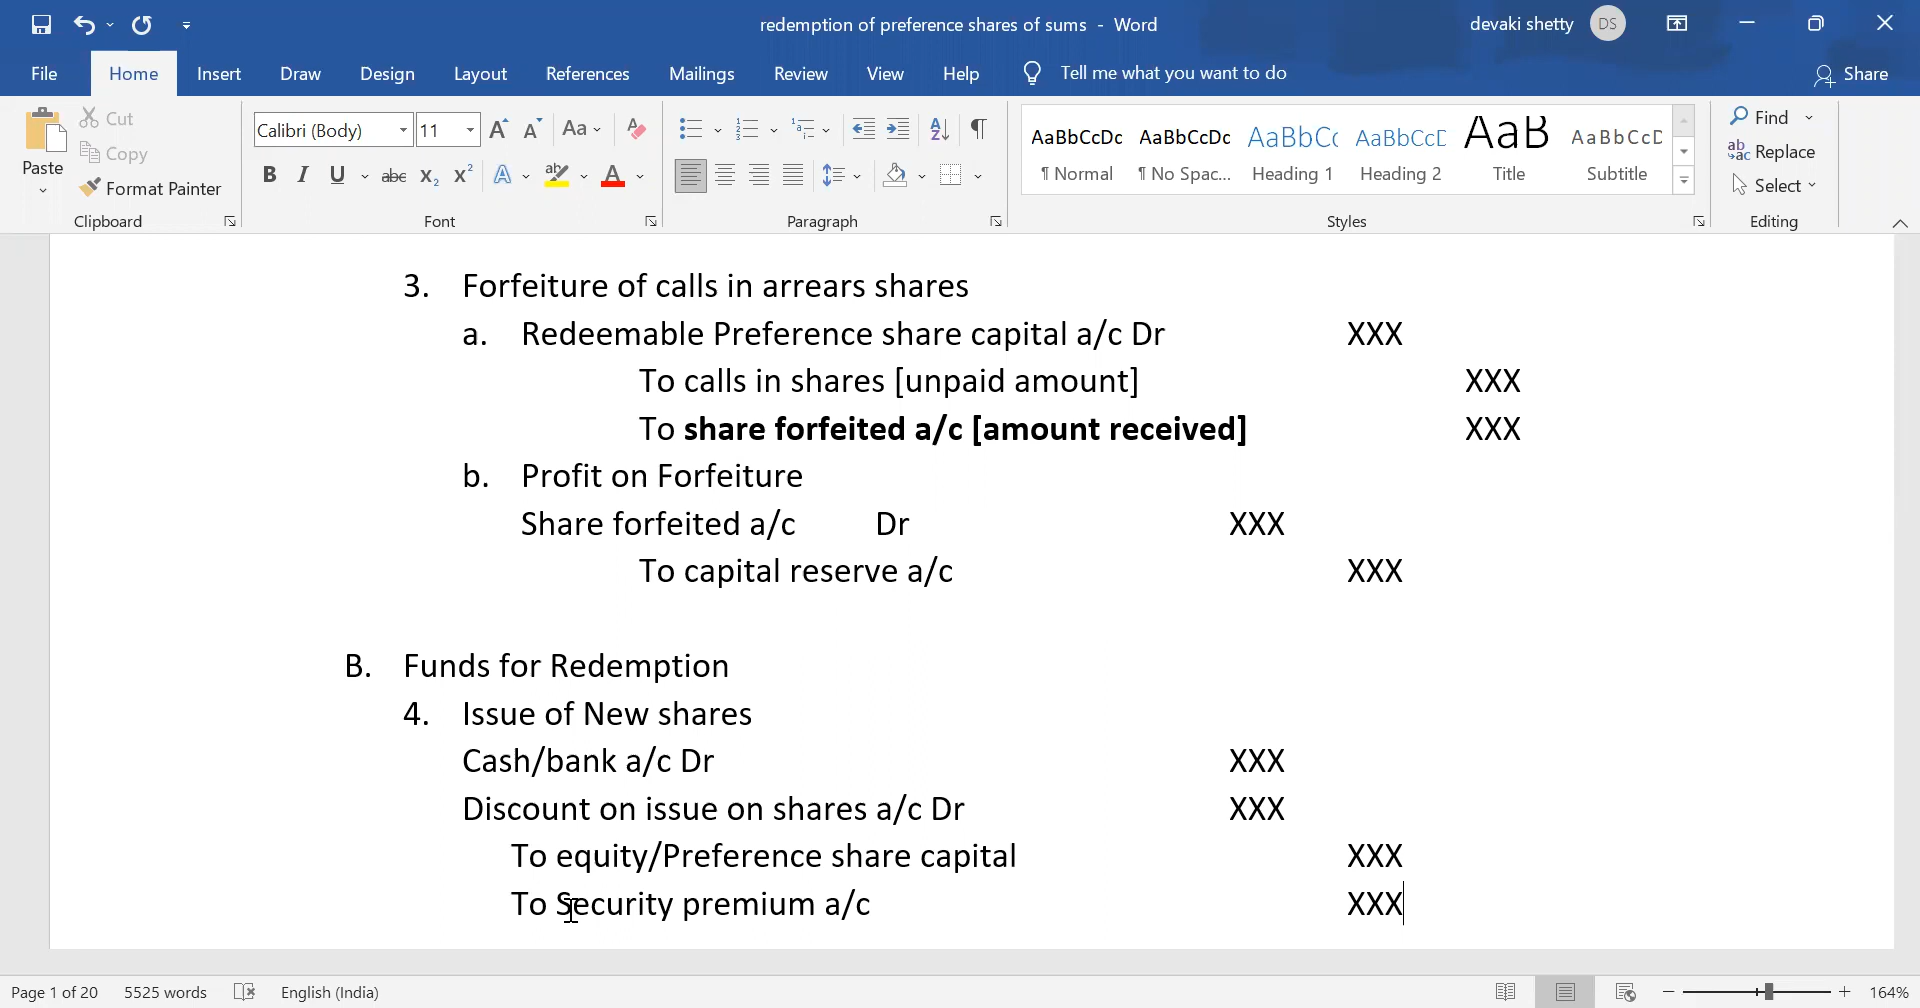 redemption of preference shares of sums - Word
devaki shetty DS
File Home Insert Draw Design Layout References Mailings Review View Help Tell me what you want to do Share
Paste Cut Copy Format Painter Clipboard
Calibri (Body) 11 Font
Paragraph
AaBbCcDc ¶ Normal
AaBbCcDc ¶ No Spac...
AaBbC Heading 1
AaBbCcC Heading 2
AaB Title
AaBbCcD Subtitle
Styles
Find Replace Select Editing
3. Forfeiture of calls in arrears shares
a. Redeemable Preference share capital a/c Dr XXX
To calls in shares [unpaid amount] XXX
To share forfeited a/c [amount received] XXX
b. Profit on Forfeiture
Share forfeited a/c Dr XXX
To capital reserve a/c XXX
B. Funds for Redemption
4. Issue of New shares
Cash/bank a/c Dr XXX
Discount on issue on shares a/c Dr XXX
To equity/Preference share capital XXX
To Security premium a/c XXX
Page 1 of 20 5525 words English (India) 164%